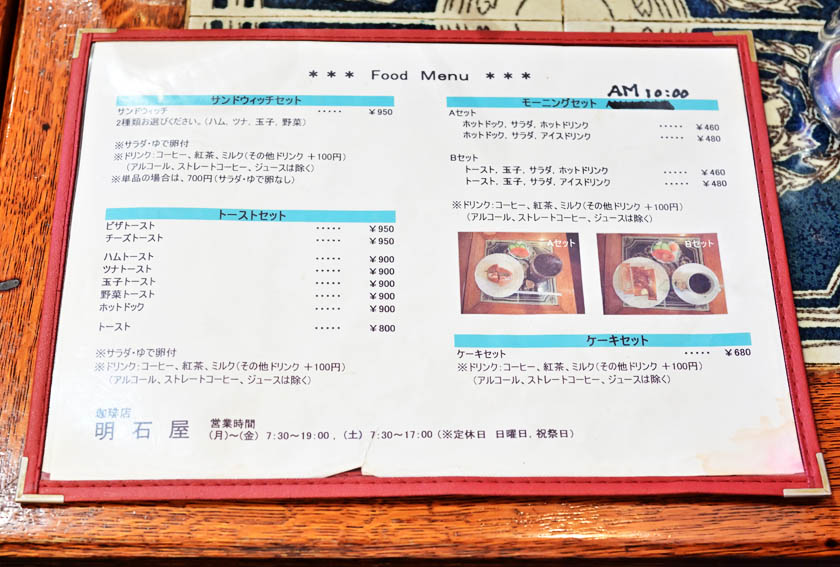 *** Food Menu ***
サンドウィッチセット
サンドウィッチ ····· ¥950
2種類お選びください。(ハム, ツナ, 玉子, 野菜)
※サラダ・ゆで卵付
※ドリンク:コーヒー、紅茶、ミルク(その他ドリンク +100円)
(アルコール、ストレートコーヒー、ジュースは除く)
※単品の場合は、700円(サラダ・ゆで卵なし)
トーストセット
ピザトースト ····· ¥950
チーズトースト ····· ¥950
ハムトースト ····· ¥900
ツナトースト ····· ¥900
玉子トースト ····· ¥900
野菜トースト ····· ¥900
ホットドック ····· ¥900
トースト ····· ¥800
※サラダ・ゆで卵付
※ドリンク:コーヒー、紅茶、ミルク(その他ドリンク +100円)
(アルコール、ストレートコーヒー、ジュースは除く)
AM 10:00
モーニングセット
Aセット
ホットドック, サラダ, ホットドリンク ····· ¥460
ホットドック, サラダ, アイスドリンク ····· ¥480
Bセット
トースト, 玉子, サラダ, ホットドリンク ····· ¥460
トースト, 玉子, サラダ, アイスドリンク ····· ¥480
※ドリンク:コーヒー、紅茶、ミルク(その他ドリンク +100円)
(アルコール、ストレートコーヒー、ジュースは除く)
Aセット
Bセット
ケーキセット
ケーキセット ····· ¥680
※ドリンク:コーヒー、紅茶、ミルク(その他ドリンク +100円)
(アルコール、ストレートコーヒー、ジュースは除く)
珈琲店
明石屋
営業時間
(月)～(金) 7:30～19:00 , (土) 7:30～17:00 (※定休日 日曜日, 祝祭日)